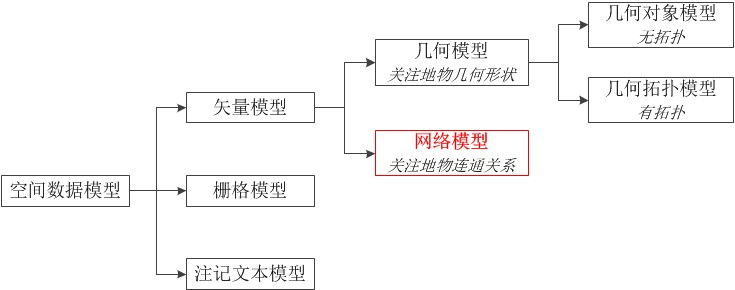 几何对象模型
无拓扑
几何模型
关注地物几何形状
几何拓扑模型
有拓扑
矢量模型
网络模型
关注地物连通关系
空间数据模型
栅格模型
注记文本模型